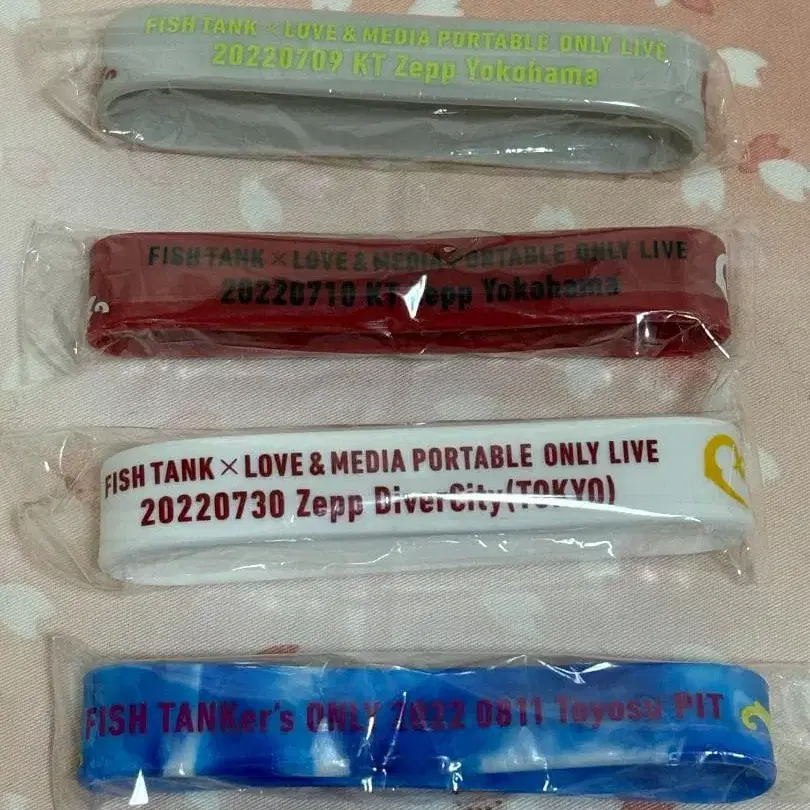 FISH TANK × LOVE & MEDIA PORTABLE ONLY LIVE
20220709 KT Zepp Yokohama
FISH TANK × LOVE & MEDIA PORTABLE ONLY LIVE
20220710 KT Zepp Yokohama
FISH TANK × LOVE & MEDIA PORTABLE ONLY LIVE
20220730 Zepp DiverCity(TOKYO)
FISH TANKer's ONLY 2022 0811 Toyosu PIT